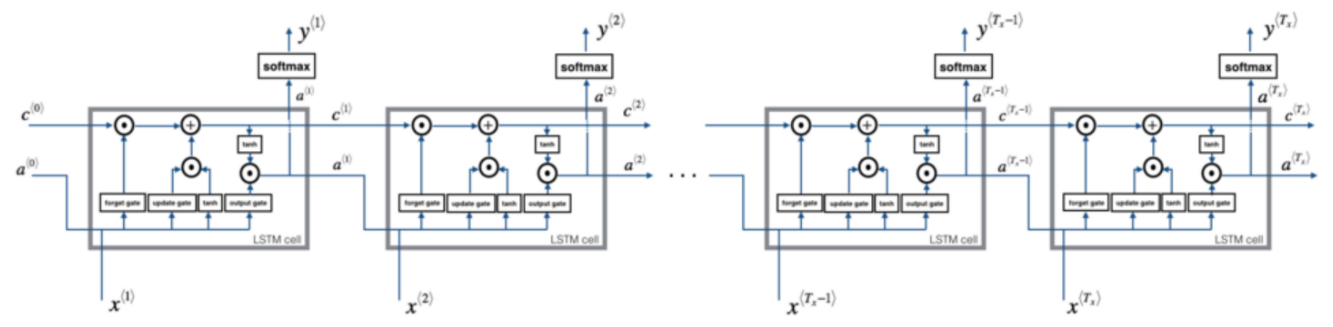 y⟨1⟩ y⟨2⟩ y⟨Tx−1⟩ y⟨Tx⟩
softmax softmax softmax softmax
a⟨1⟩ a⟨2⟩ a⟨Tx−1⟩ a⟨Tx⟩
c⟨0⟩ c⟨1⟩ c⟨2⟩ c⟨Tx−1⟩ c⟨Tx⟩
tanh tanh tanh tanh
a⟨0⟩ a⟨1⟩ a⟨2⟩ ... a⟨Tx−1⟩ a⟨Tx⟩
forget gate update gate tanh output gate forget gate update gate tanh output gate forget gate update gate tanh output gate forget gate update gate tanh output gate
LSTM cell LSTM cell LSTM cell LSTM cell
x⟨1⟩ x⟨2⟩ x⟨Tx−1⟩ x⟨Tx⟩